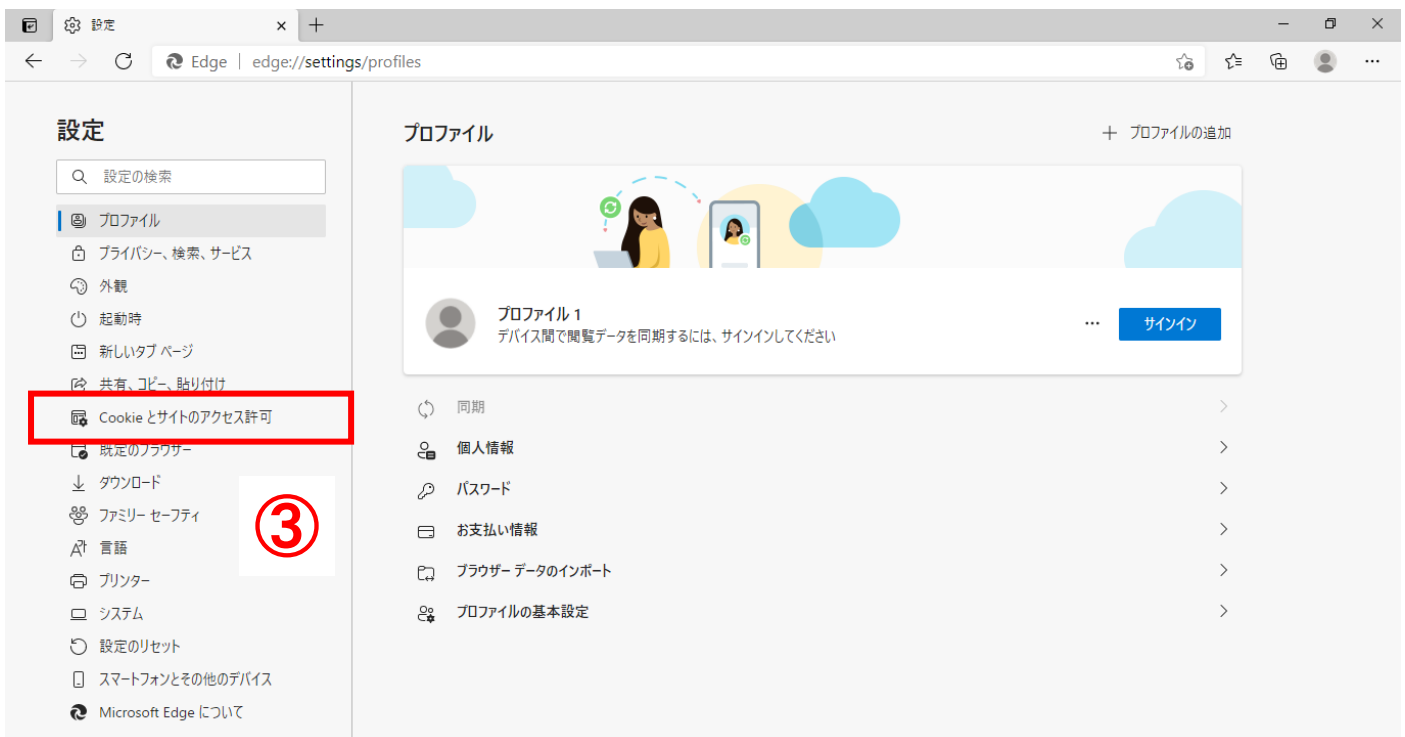 設定
Edge | edge://settings/profiles
設定
設定の検索
プロファイル
プライバシー、検索、サービス
外観
起動時
新しいタブ ページ
共有、コピー、貼り付け
Cookie とサイトのアクセス許可
既定のブラウザー
ダウンロード
ファミリー セーフティ
言語
プリンター
システム
設定のリセット
スマートフォンとその他のデバイス
Microsoft Edge について
③
プロファイル
プロファイルの追加
プロファイル 1
デバイス間で閲覧データを同期するには、サインインしてください
サインイン
同期
個人情報
パスワード
お支払い情報
ブラウザー データのインポート
プロファイルの基本設定